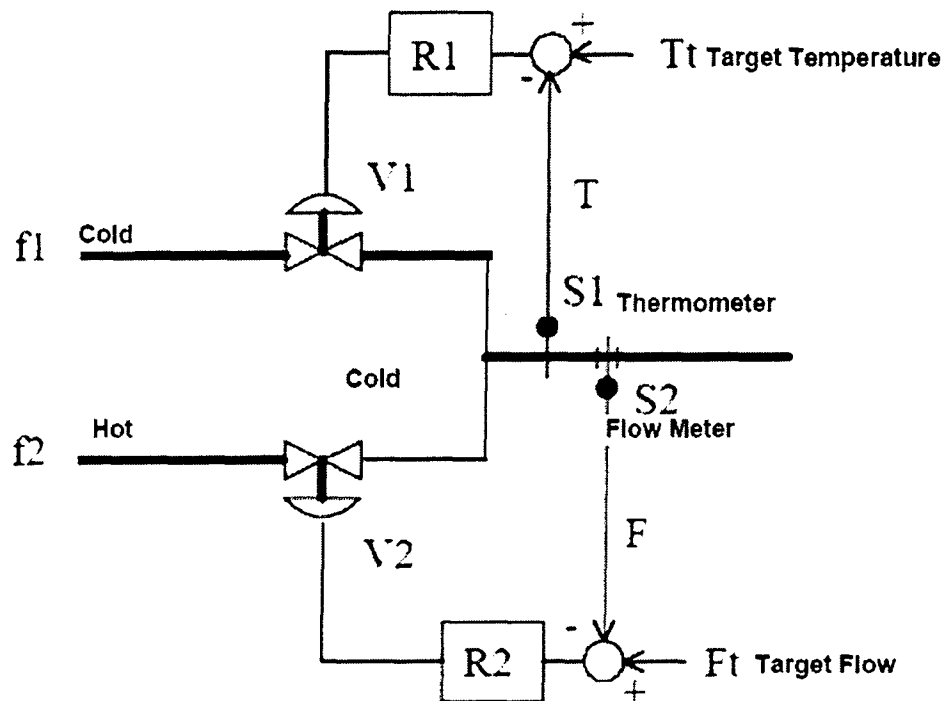 +
R1
Tt Target Temperature
-
V1
T
f1 Cold
S1 Thermometer
Cold
S2
f2 Hot
Flow Meter
F
V2
-
R2
Ft Target Flow
+